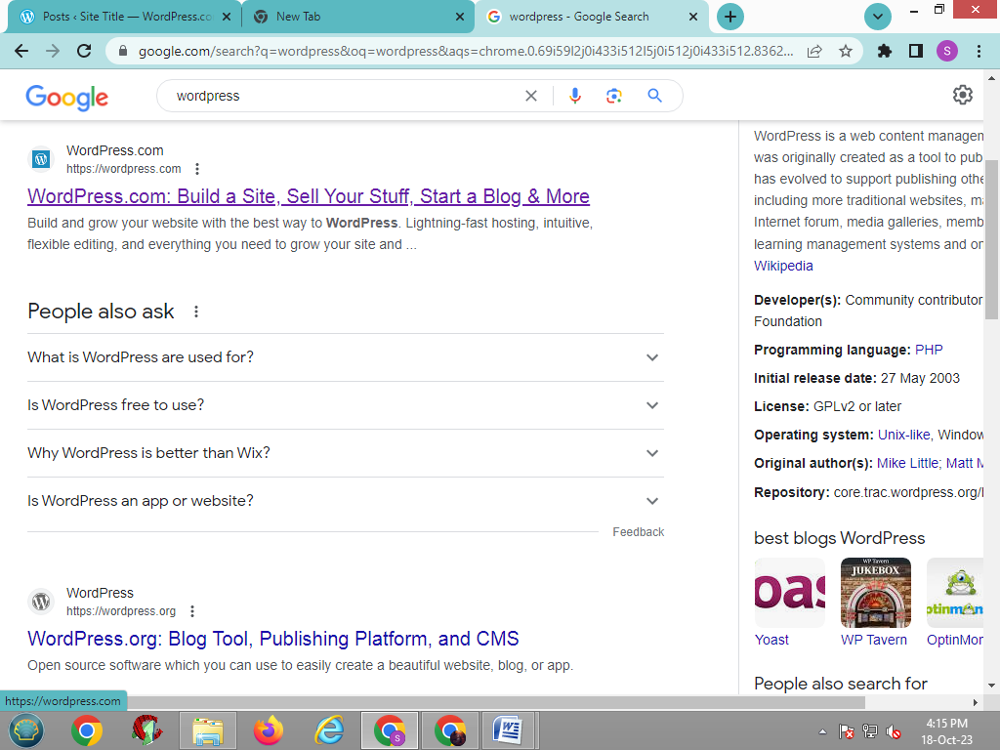 Posts ‹ Site Title — WordPress.co
New Tab
wordpress - Google Search
google.com/search?q=wordpress&oq=wordpress&aqs=chrome.0.69i59l2j0i433i512l5j0i512j0i433i512.8362...
S
Google
wordpress
WordPress.com
https://wordpress.com
WordPress.com: Build a Site, Sell Your Stuff, Start a Blog & More
Build and grow your website with the best way to WordPress. Lightning-fast hosting, intuitive,
flexible editing, and everything you need to grow your site and ...
People also ask
What is WordPress are used for?
Is WordPress free to use?
Why WordPress is better than Wix?
Is WordPress an app or website?
Feedback
WordPress
https://wordpress.org
WordPress.org: Blog Tool, Publishing Platform, and CMS
Open source software which you can use to easily create a beautiful website, blog, or app.
WordPress is a web content managem
was originally created as a tool to pub
has evolved to support publishing othe
including more traditional websites, ma
Internet forum, media galleries, memb
learning management systems and on
Wikipedia
Developer(s): Community contributor
Foundation
Programming language: PHP
Initial release date: 27 May 2003
License: GPLv2 or later
Operating system: Unix-like, Window
Original author(s): Mike Little; Matt M
Repository: core.trac.wordpress.org/
best blogs WordPress
oas
WP Tavern
JUKEBOX
ptinmon
Yoast
WP Tavern
OptinMon
People also search for
https://wordpress.com
S
4:15 PM
18-Oct-23